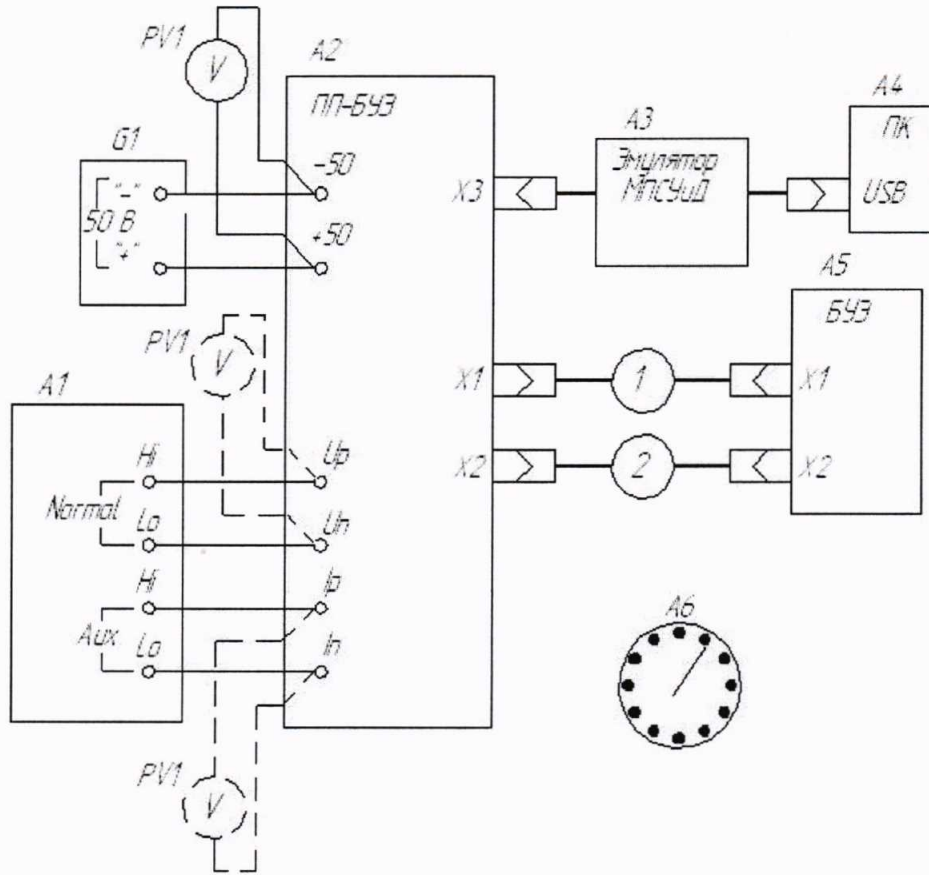 PV1
V
A2
ПП-БУЗ
G1
"-"
50 В
"+"
-50
+50
X3
A3
Эмулятор
МПСУиД
A4
ПК
USB
A5
БУЗ
PV1
V
X1
1
X1
X2
2
X2
A1
Hi
Normal
Lo
Hi
Aux
Lo
Up
Un
Ip
In
A6
PV1
V